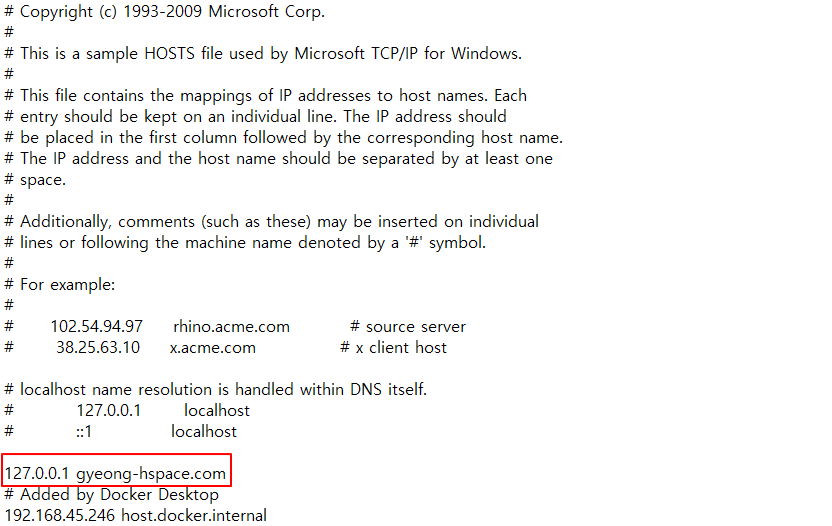 # Copyright (c) 1993-2009 Microsoft Corp.
#
# This is a sample HOSTS file used by Microsoft TCP/IP for Windows.
#
# This file contains the mappings of IP addresses to host names. Each
# entry should be kept on an individual line. The IP address should
# be placed in the first column followed by the corresponding host name.
# The IP address and the host name should be separated by at least one
# space.
#
# Additionally, comments (such as these) may be inserted on individual
# lines or following the machine name denoted by a '#' symbol.
#
# For example:
#
#      102.54.94.97     rhino.acme.com          # source server
#       38.25.63.10     x.acme.com              # x client host

# localhost name resolution is handled within DNS itself.
#	127.0.0.1       localhost
#	::1             localhost

127.0.0.1 gyeong-hspace.com
# Added by Docker Desktop
192.168.45.246 host.docker.internal